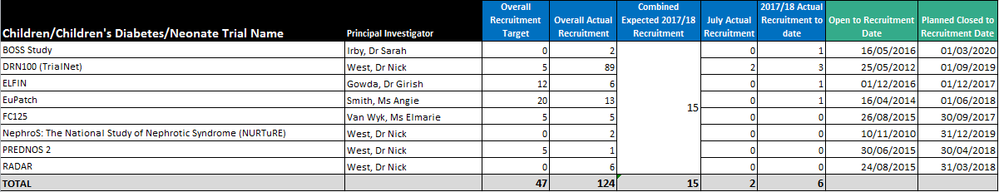 Children/Children's Diabetes/Neonate Trial Name Principal Investigator Overall Recruitment Target Overall Actual Recruitment Combined Expected 2017/18 Recruitment July Actual Recruitment 2017/18 Actual Recruitment to date Open to Recruitment Date Planned Closed to Recruitment Date
BOSS Study Irby, Dr Sarah 0 2 0 1 16/05/2016 01/03/2020
DRN100 (TrialNet) West, Dr Nick 5 89 2 3 25/05/2012 01/09/2019
ELFIN Gowda, Dr Girish 12 6 0 1 01/12/2016 01/12/2017
EuPatch Smith, Ms Angie 20 13 15 0 1 16/04/2014 01/06/2018
FC125 Van Wyk, Ms Elmarie 5 5 0 0 26/08/2015 30/09/2017
NephroS: The National Study of Nephrotic Syndrome (NURTuRE) West, Dr Nick 0 2 0 0 10/11/2010 31/12/2019
PREDNOS 2 West, Dr Nick 5 1 0 0 30/06/2015 30/04/2018
RADAR West, Dr Nick 0 6 0 0 24/08/2015 31/03/2018
TOTAL 47 124 15 2 6